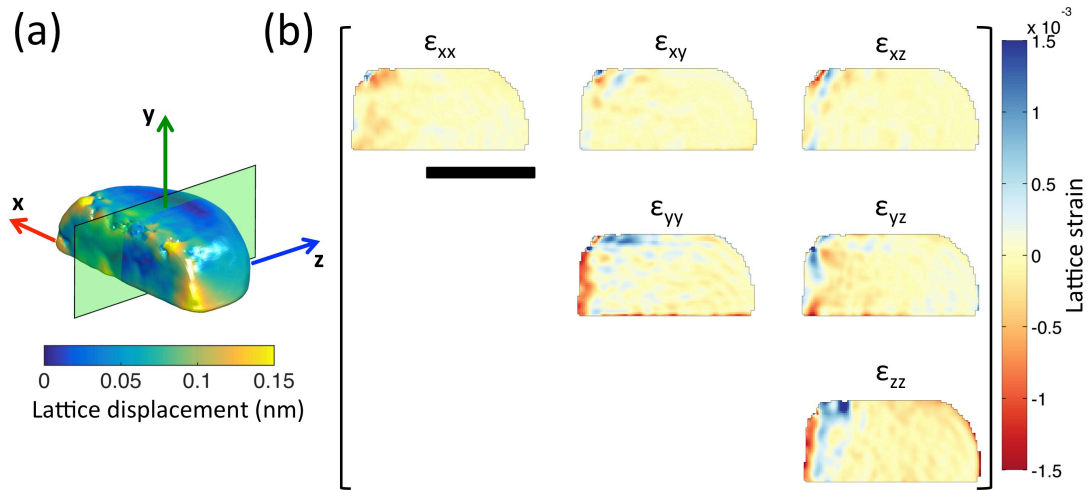 (a)
(b)
x 10⁻³
εxx
εxy
εxz
1.5
1
0.5
0
-0.5
-1
-1.5
Lattice strain
y
x
z
εyy
εyz
εzz
0 0.05 0.1 0.15
Lattice displacement (nm)